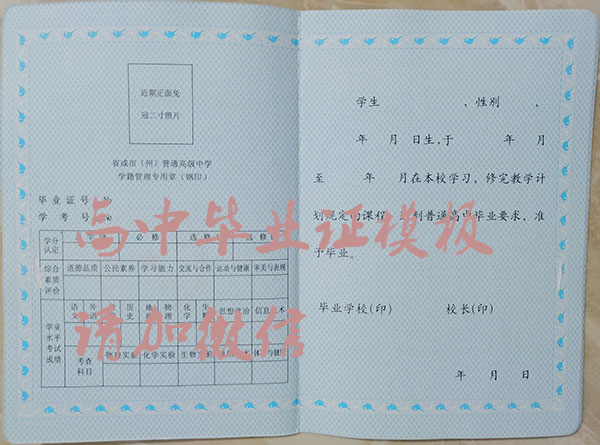 近期正面免
冠二寸照片
省或市（州）普通高级中学
学籍管理专用章（钢印）
毕业证号 №
学考号 №
学分
认定
必修
选修
综合
素质
评价
道德品质
公民素养
学习能力
交流与合作
运动与健康
审美与表现
学业
水平
考试
成绩
语文
外语
历史
地理
物理
化学
生物
思想政治
信息技术
考查
科目
物理实验
化学实验
生物实验
学生 ，性别 ，
年 月 日生,于 年 月
至 年 月在本校学习，修完教学计
划规定的课程，达到普通高中毕业要求，准
予毕业。
毕业学校(印) 校长(印)
年 月 日
高中毕业证模板
请加微信